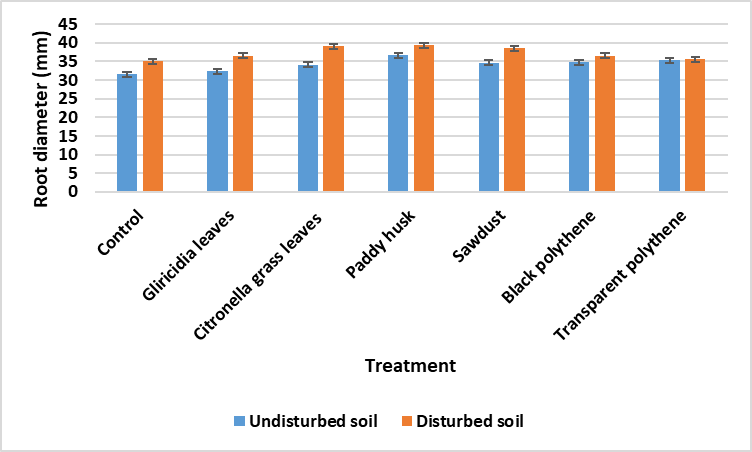 Root diameter (mm)
45
40
35
30
25
20
15
10
5
0
Control
Gliricidia leaves
Citronella grass leaves
Paddy husk
Sawdust
Black polythene
Transparent polythene
Treatment
Undisturbed soil
Disturbed soil